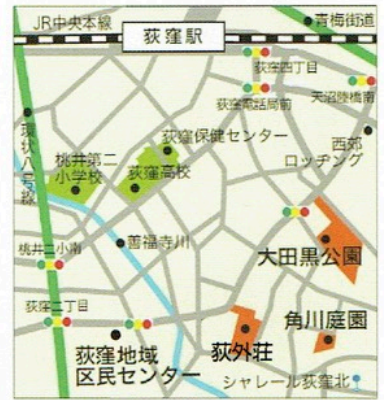 JR中央本線
荻窪駅
青梅街道
荻窪四丁目
天沼陸橋南
荻窪電話局前
環状八号線
荻窪保健センター
西郊
ロッヂング
桃井第二
小学校
荻窪高校
善福寺川
大田黒公園
桃井二小南
荻窪二丁目
角川庭園
荻外荘
荻窪地域
区民センター
シャレール荻窪北